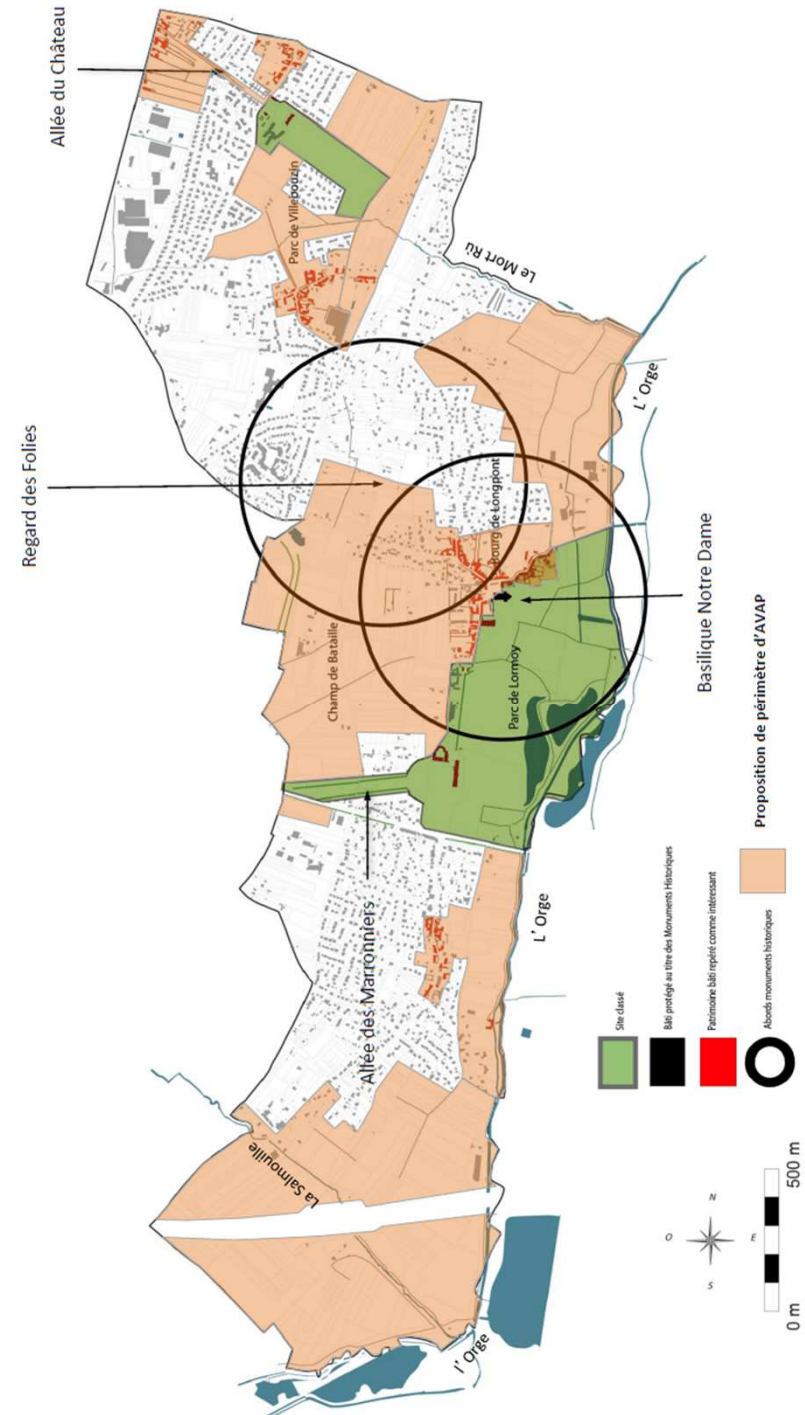 Allée du Château
Regard des Folies
Parc de Villebouzin
Le Mort Rû
L' Orge
Champ de Bataille
Bourg de Longpont
Parc de Lormoy
Basilique Notre Dame
Allée des Marronniers
L' Orge
La Salmouille
l' Orge
Site classé
Bâti protégé au titre des Monuments Historiques
Patrimoine bâti repéré comme intéressant
Abords monuments historiques
Proposition de périmètre d'AVAP
N
O
E
S
0 m
500 m